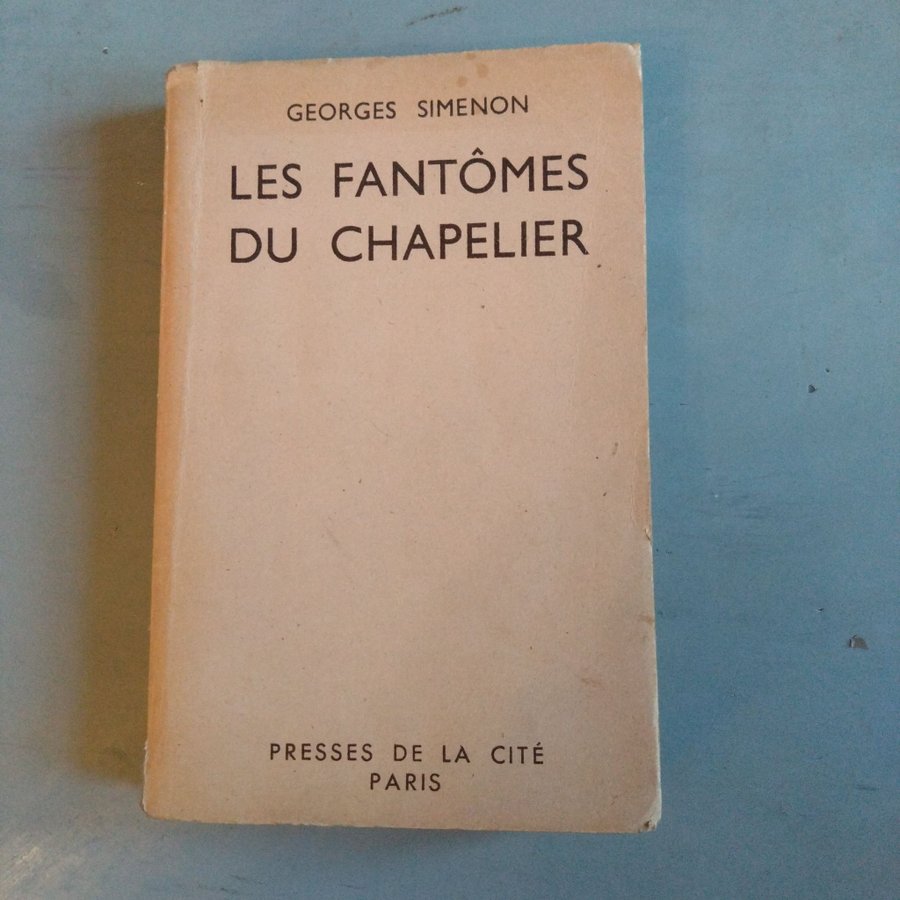 GEORGES SIMENON
LES FANTÔMES
DU CHAPELIER
PRESSES DE LA CITÉ
PARIS